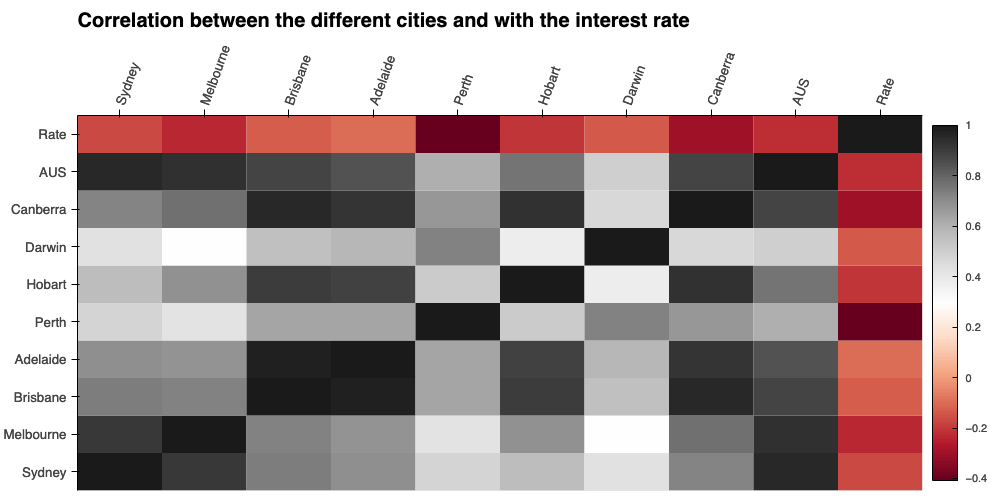 Correlation between the different cities and with the interest rate
Sydney
Melbourne
Brisbane
Adelaide
Perth
Hobart
Darwin
Canberra
AUS
Rate
Rate
AUS
Canberra
Darwin
Hobart
Perth
Adelaide
Brisbane
Melbourne
Sydney
1
0.8
0.6
0.4
0.2
0
−0.2
−0.4